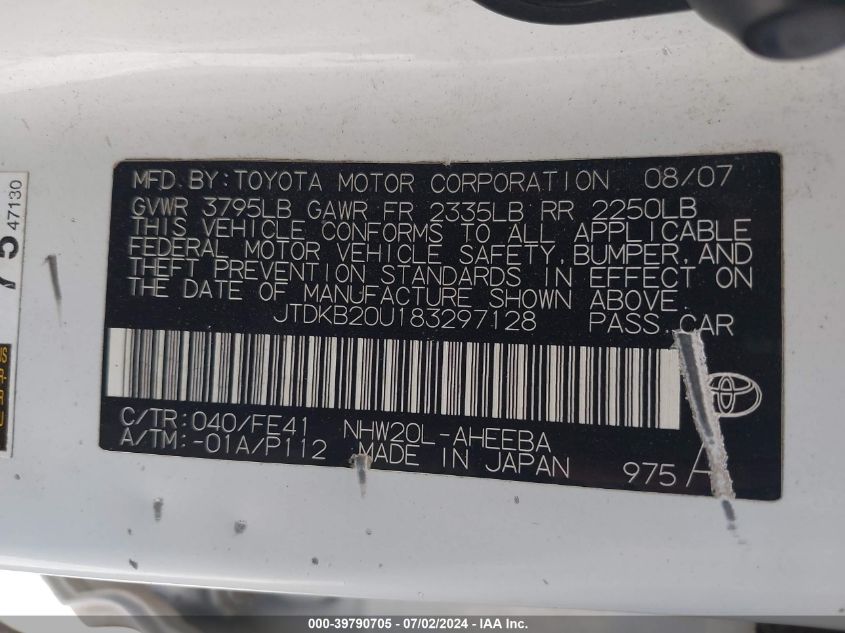 MFD BY:TOYOTA MOTOR CORPORATION 08/07
GVWR 3795LB GAWR FR 2335LB RR 2250LB
THIS VEHICLE CONFORMS TO ALL APPLICABLE
FEDERAL MOTOR VEHICLE SAFETY, BUMPER, AND
THEFT PREVENTION STANDARDS IN EFFECT ON
THE DATE OF MANUFACTURE SHOWN ABOVE.
JTDKB20U183297128 PASS. CAR
C/TR:040/FE41 NHW20L-AHEEBA
A/TM:-01A/P112 MADE IN JAPAN 975 A
47130
000-39790705 - 07/02/2024 - IAA, Inc.